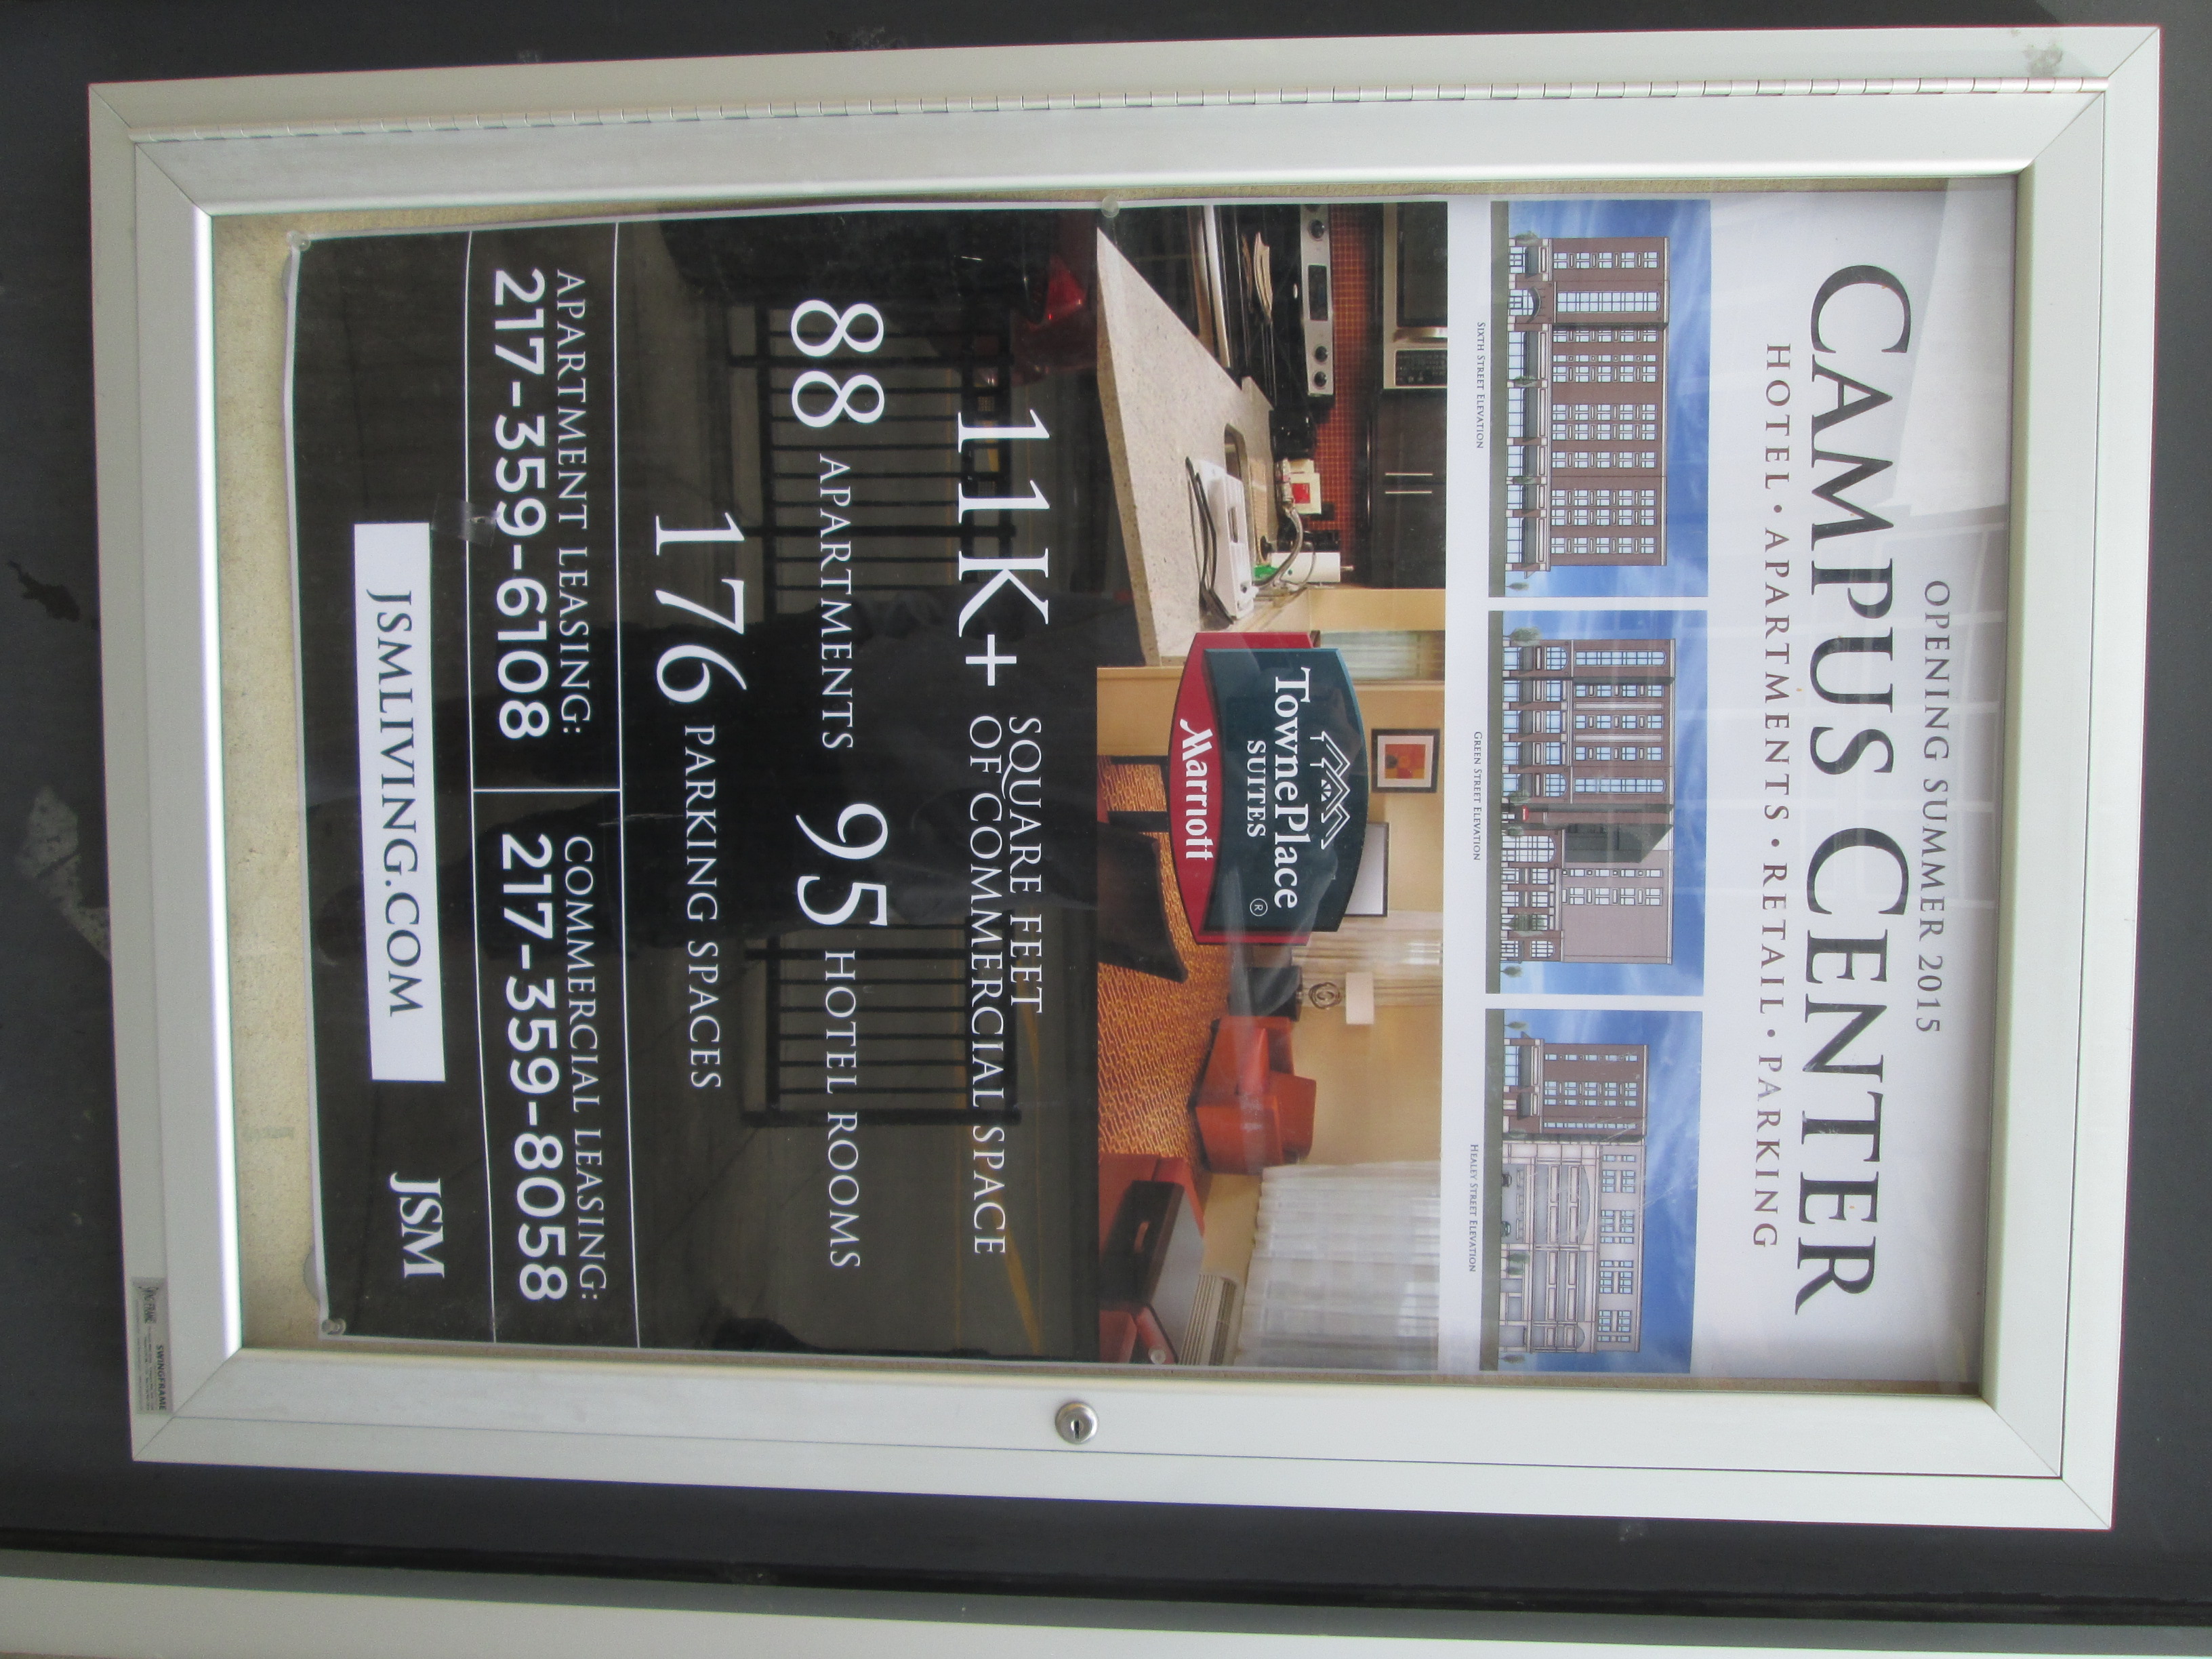 OPENING SUMMER 2015
CAMPUS CENTER
HOTEL • APARTMENTS • RETAIL • PARKING
SIXTH STREET ELEVATION
GREEN STREET ELEVATION
HEALEY STREET ELEVATION
TownePlace
SUITES ®
Marriott
11K+ SQUARE FEET
OF COMMERCIAL SPACE
88 APARTMENTS 95 HOTEL ROOMS
176 PARKING SPACES
APARTMENT LEASING:
217-359-6108
COMMERCIAL LEASING:
217-359-8058
JSMLIVING.COM
JSM
SWINGFRAME